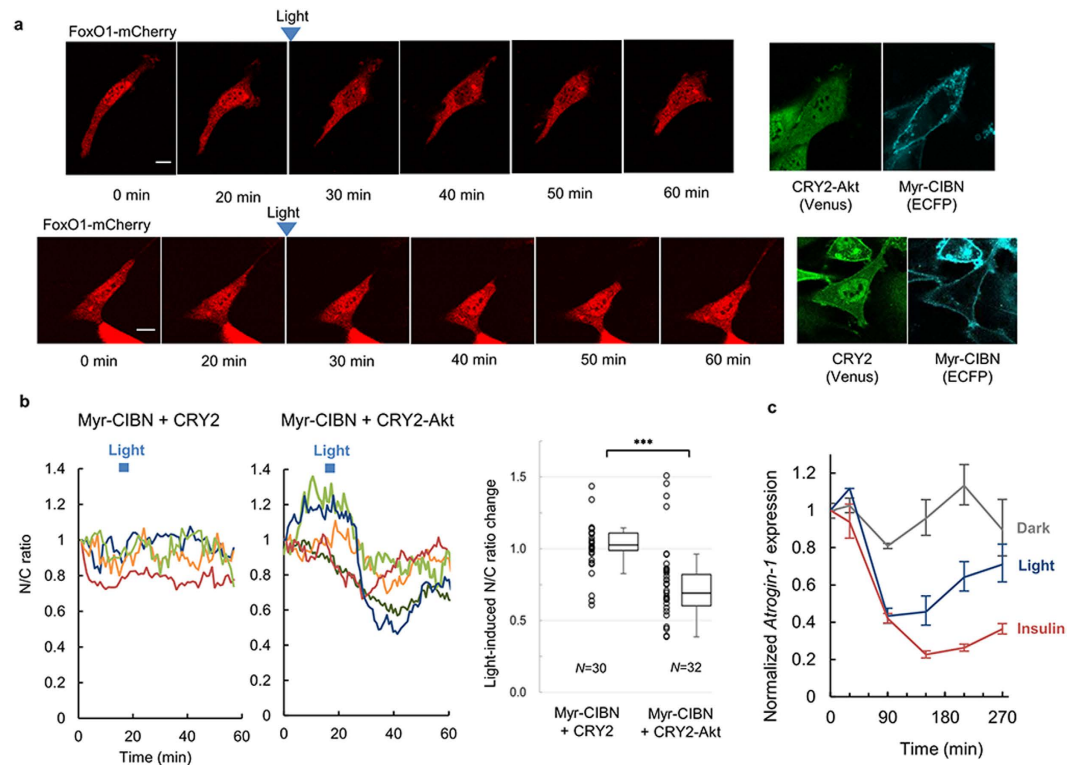 a
Light
FoxO1-mCherry
0 min 20 min 30 min 40 min 50 min 60 min
CRY2-Akt
(Venus)
Myr-CIBN
(ECFP)
Light
FoxO1-mCherry
0 min 20 min 30 min 40 min 50 min 60 min
CRY2
(Venus)
Myr-CIBN
(ECFP)
b
Myr-CIBN + CRY2
Light
N/C ratio
1.4
1.2
1
0.8
0.6
0.4
0.2
0
0 20 40 60
Time (min)
Myr-CIBN + CRY2-Akt
Light
1.4
1.2
1
0.8
0.6
0.4
0.2
0
0 20 40 60
Time (min)
Light-induced N/C ratio change
1.5
1.0
0.5
0.0
***
N=30
N=32
Myr-CIBN
+ CRY2
Myr-CIBN
+ CRY2-Akt
c
Normalized Atrogin-1 expression
1.2
1
0.8
0.6
0.4
0.2
0
Dark
Light
Insulin
0 90 180 270
Time (min)